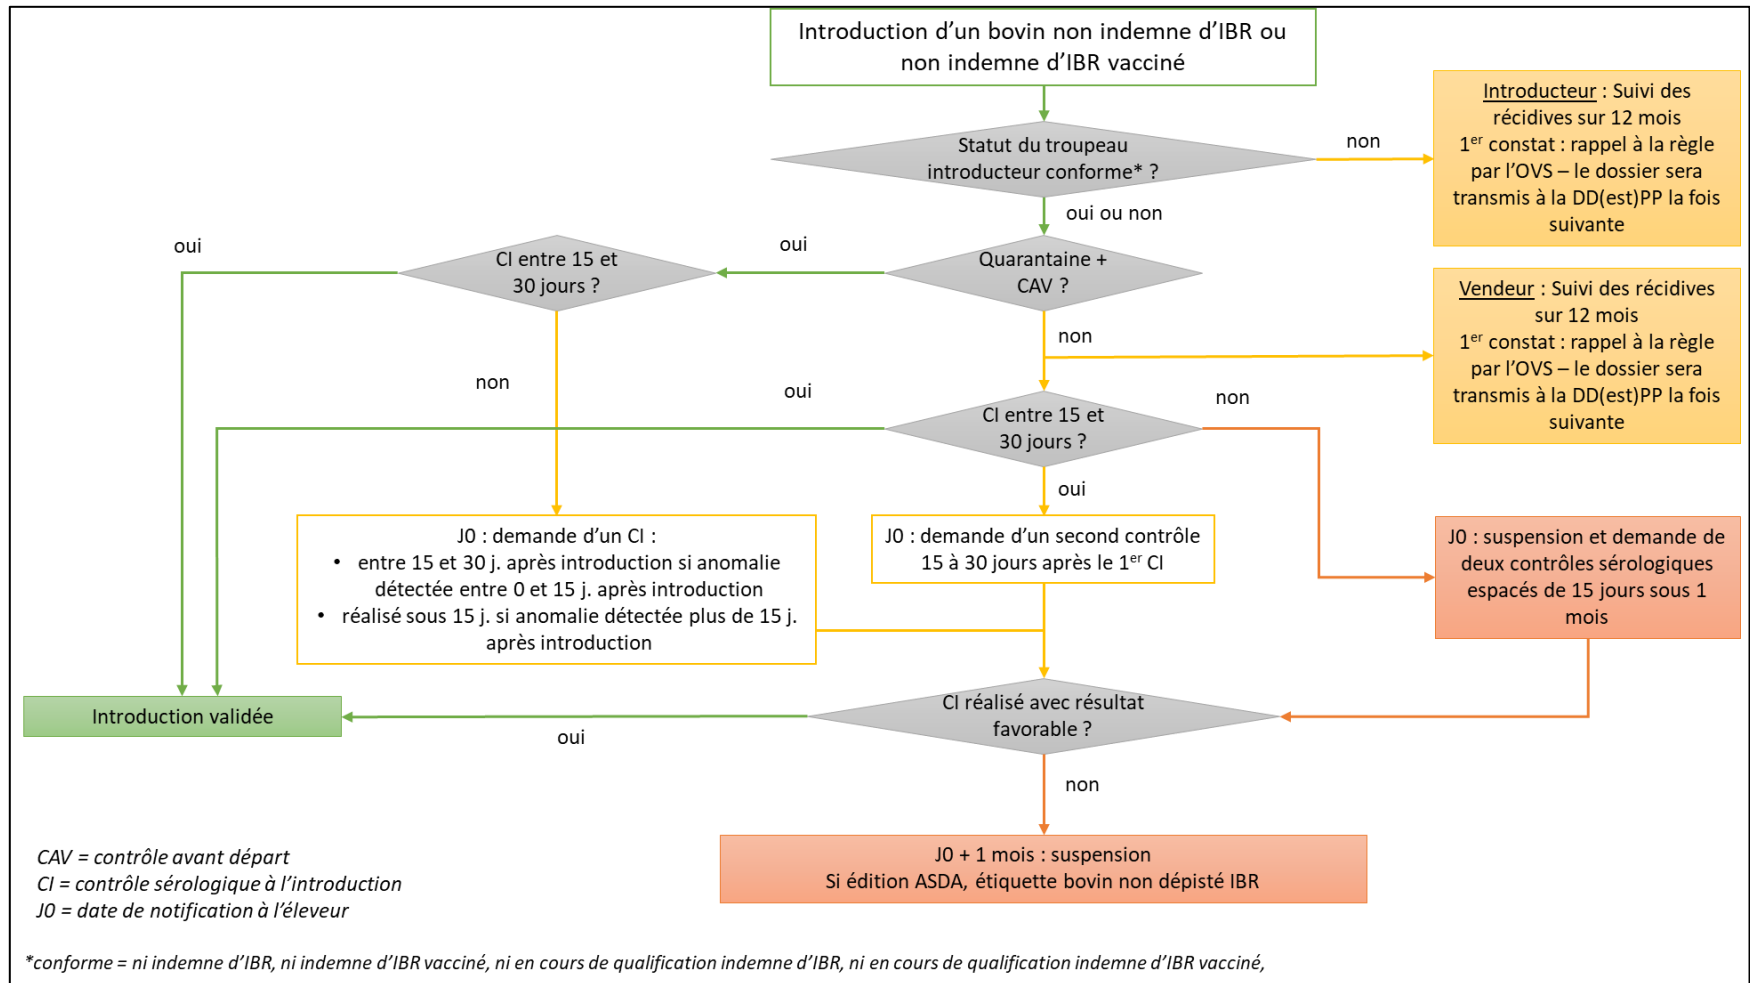 Introduction d’un bovin non indemne d’IBR ou
non indemne d’IBR vacciné
Introducteur : Suivi des
récidives sur 12 mois
1er constat : rappel à la règle
par l’OVS – le dossier sera
transmis à la DD(est)PP la fois
suivante
Statut du troupeau
introducteur conforme* ?
non
oui ou non
oui
CI entre 15 et
30 jours ?
oui
Quarantaine +
CAV ?
Vendeur : Suivi des récidives
sur 12 mois
1er constat : rappel à la règle
par l’OVS – le dossier sera
transmis à la DD(est)PP la fois
suivante
non
non
oui
CI entre 15 et
30 jours ?
non
oui
J0 : demande d’un CI :
• entre 15 et 30 j. après introduction si anomalie
détectée entre 0 et 15 j. après introduction
• réalisé sous 15 j. si anomalie détectée plus de 15 j.
après introduction
J0 : demande d’un second contrôle
15 à 30 jours après le 1er CI
J0 : suspension et demande de
deux contrôles sérologiques
espacés de 15 jours sous 1
mois
Introduction validée
oui
CI réalisé avec résultat
favorable ?
non
J0 + 1 mois : suspension
Si édition ASDA, étiquette bovin non dépisté IBR
CAV = contrôle avant départ
CI = contrôle sérologique à l’introduction
J0 = date de notification à l’éleveur
*conforme = ni indemne d’IBR, ni indemne d’IBR vacciné, ni en cours de qualification indemne d’IBR, ni en cours de qualification indemne d’IBR vacciné,